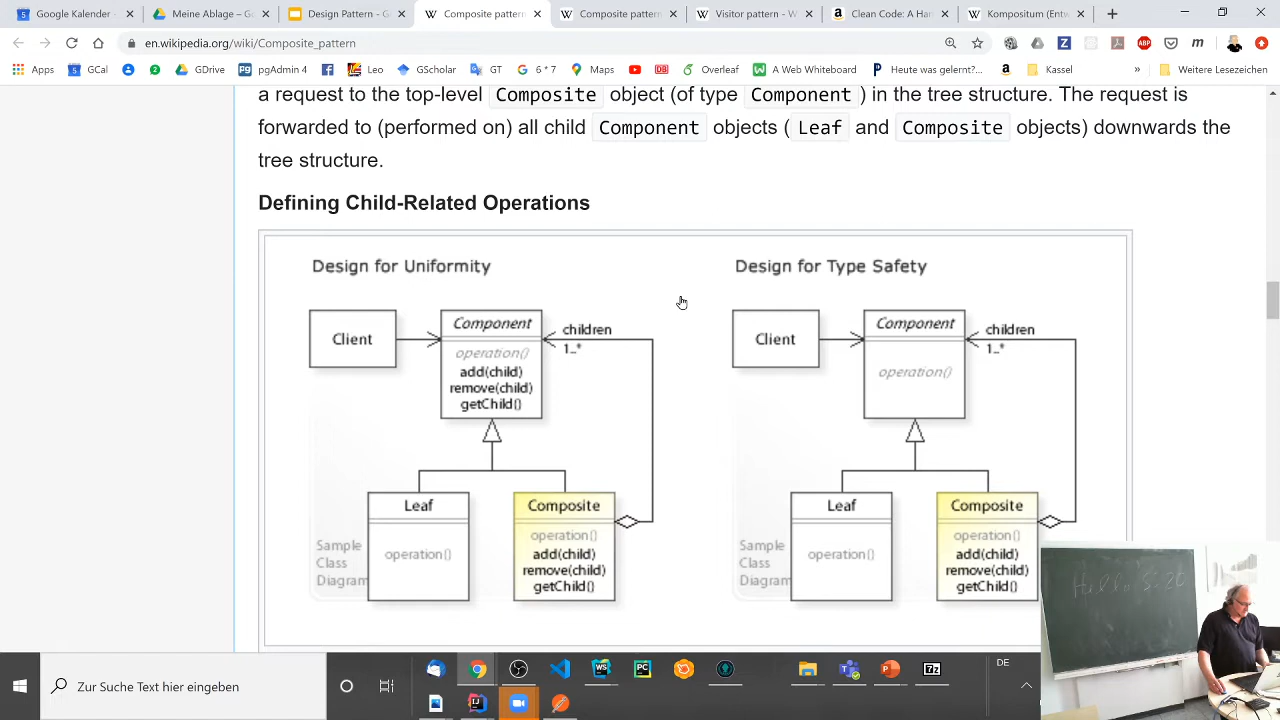 Google Kalender -
Meine Ablage – Go
Design Pattern - G
Composite pattern
Composite pattern
Visitor pattern - W
Clean Code: A Han
Kompositum (Entw
en.wikipedia.org/wiki/Composite_pattern
Apps
GCal
2
GDrive
pgAdmin 4
Leo
GScholar
GT
6 * 7
Maps
Overleaf
A Web Whiteboard
Heute was gelernt?...
Kassel
»
Weitere Lesezeichen
a request to the top-level Composite object (of type Component ) in the tree structure. The request is
forwarded to (performed on) all child Component objects ( Leaf and Composite objects) downwards the
tree structure.
Defining Child-Related Operations
Design for Uniformity
Client
Component
operation()
add(child)
remove(child)
getChild()
children
1..*
Leaf
operation()
Composite
operation()
add(child)
remove(child)
getChild()
Sample
Class
Diagram
Design for Type Safety
Client
Component
operation()
children
1..*
Leaf
operation()
Composite
operation()
add(child)
remove(child)
getChild()
Sample
Class
Diagram
Hello
Zur Suche Text hier eingeben
DE